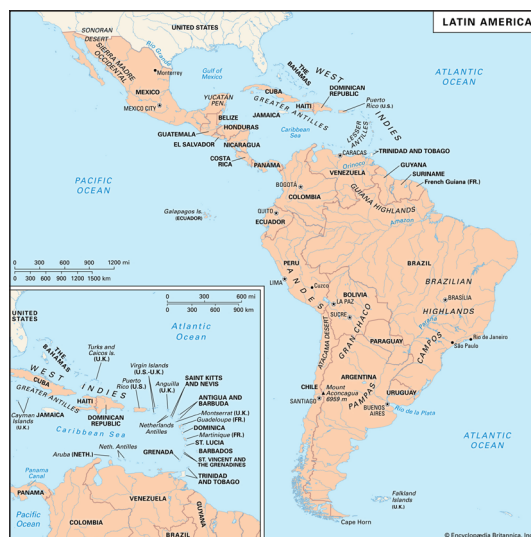 LATIN AMERICA
SONORAN
DESERT
UNITED STATES
SIERRA MADRE
OCCIDENTAL
Rio Grande
Monterrey
MEXICO
MEXICO CITY
Gulf of
Mexico
YUCATÁN
PEN.
THE
BAHAMAS
WEST
INDIES
ATLANTIC
OCEAN
CUBA
HAITI
DOMINICAN
REPUBLIC
Puerto
Rico (U.S.)
GREATER ANTILLES
JAMAICA
BELIZE
HONDURAS
GUATEMALA
EL SALVADOR
NICARAGUA
Caribbean
Sea
LESSER
ANTILLES
COSTA
RICA
PANAMA
CARACAS
TRINIDAD AND TOBAGO
Orinoco
VENEZUELA
GUYANA
SURINAME
French Guiana (FR.)
BOGOTÁ
COLOMBIA
GUIANA HIGHLANDS
PACIFIC
OCEAN
Galapagos Is.
(ECUADOR)
QUITO
ECUADOR
Amazon
PERU
LIMA
Cuzco
ANDES
BRAZIL
BRAZILIAN
HIGHLANDS
BRASÍLIA
BOLIVIA
LA PAZ
SUCRE
ATACAMA DESERT
GRAN CHACO
PARAGUAY
Paraná
CAMPOS
Rio de Janeiro
São Paulo
CHILE
SANTIAGO
Mount
Aconcagua
6959 m
ARGENTINA
PAMPAS
URUGUAY
BUENOS
AIRES
Río de la Plata
ATLANTIC
OCEAN
Falkland
Islands
(U.K.)
Cape Horn
0 300 600 900 1200 mi
0 500 1000 1500 1800 km
0 200 400 600 mi
0 300 600 800 km
UNITED
STATES
Atlantic
Ocean
THE
BAHAMAS
Turks and
Caicos Is.
(U.K.)
WEST INDIES
CUBA
GREATER ANTILLES
HAITI
DOMINICAN
REPUBLIC
Puerto
Rico
(U.S.)
Virgin Islands
(U.S.-U.K.)
Anguilla
(U.K.)
SAINT KITTS
AND NEVIS
ANTIGUA AND
BARBUDA
Montserrat (U.K.)
Guadeloupe (FR.)
DOMINICA
Martinique (FR.)
ST. LUCIA
BARBADOS
ST. VINCENT AND
THE GRENADINES
TRINIDAD
AND TOBAGO
Netherlands
Antilles
Cayman
Islands
(U.K.)
JAMAICA
Caribbean Sea
Neth. Antilles
Aruba (NETH.)
GRENADA
Panama
Canal
PANAMA
Pacific
Ocean
COLOMBIA
VENEZUELA
GUYANA
BRAZIL
© Encyclopædia Britannica, Inc.